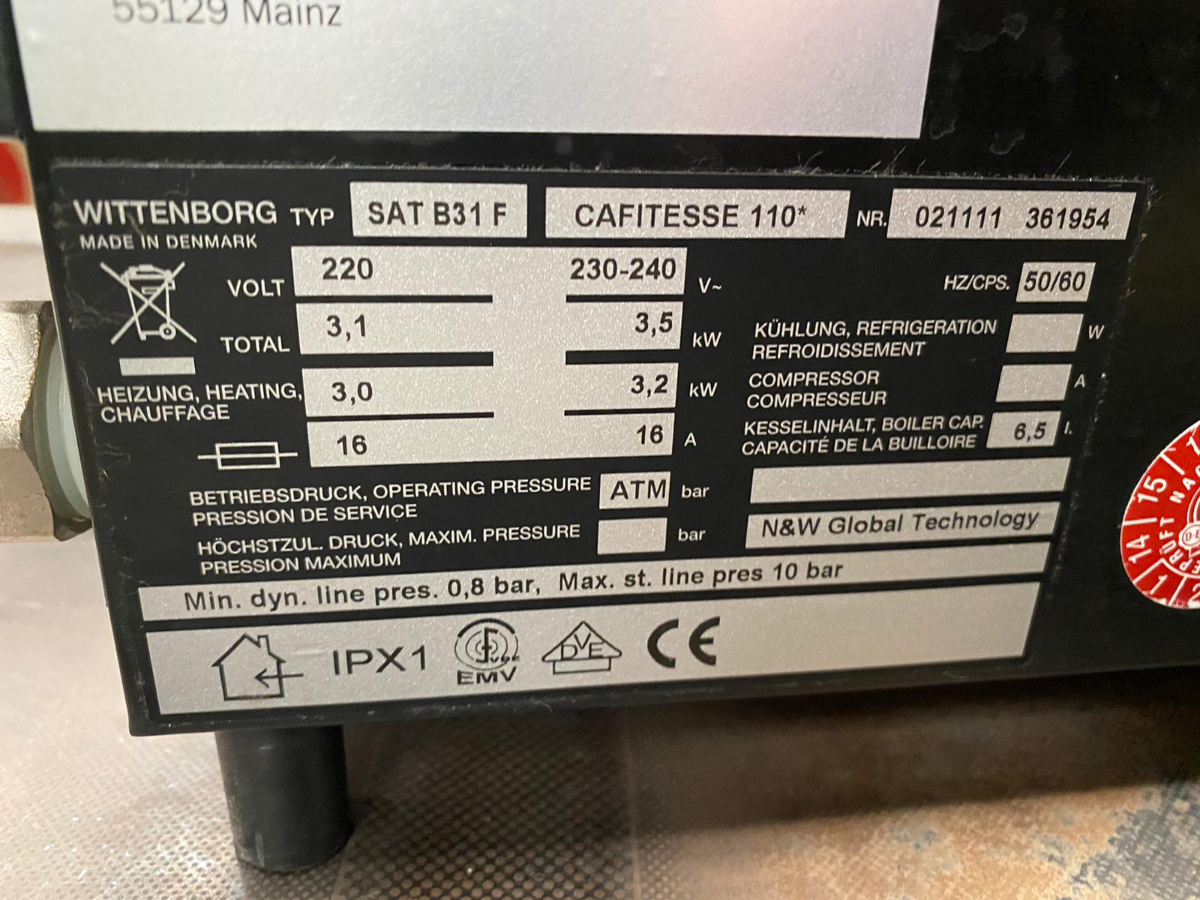 55129 Mainz
WITTENBORG TYP SAT B31 F CAFITESSE 110* NR. 021111 361954
MADE IN DENMARK
VOLT 220 230-240 V~ HZ/CPS. 50/60
TOTAL 3,1 3,5 kW KÜHLUNG, REFRIGERATION W
REFROIDISSEMENT
HEIZUNG, HEATING, 3,0 3,2 kW COMPRESSOR A
CHAUFFAGE COMPRESSEUR
16 16 A KESSELINHALT, BOILER CAP. 6,5 l.
CAPACITÉ DE LA BUILLOIRE
BETRIEBSDRUCK, OPERATING PRESSURE ATM bar
PRESSION DE SERVICE
HÖCHSTZUL. DRUCK, MAXIM. PRESSURE bar N&W Global Technology
PRESSION MAXIMUM
Min. dyn. line pres. 0,8 bar, Max. st. line pres 10 bar
IPX1 EMV DVE CE
14 15